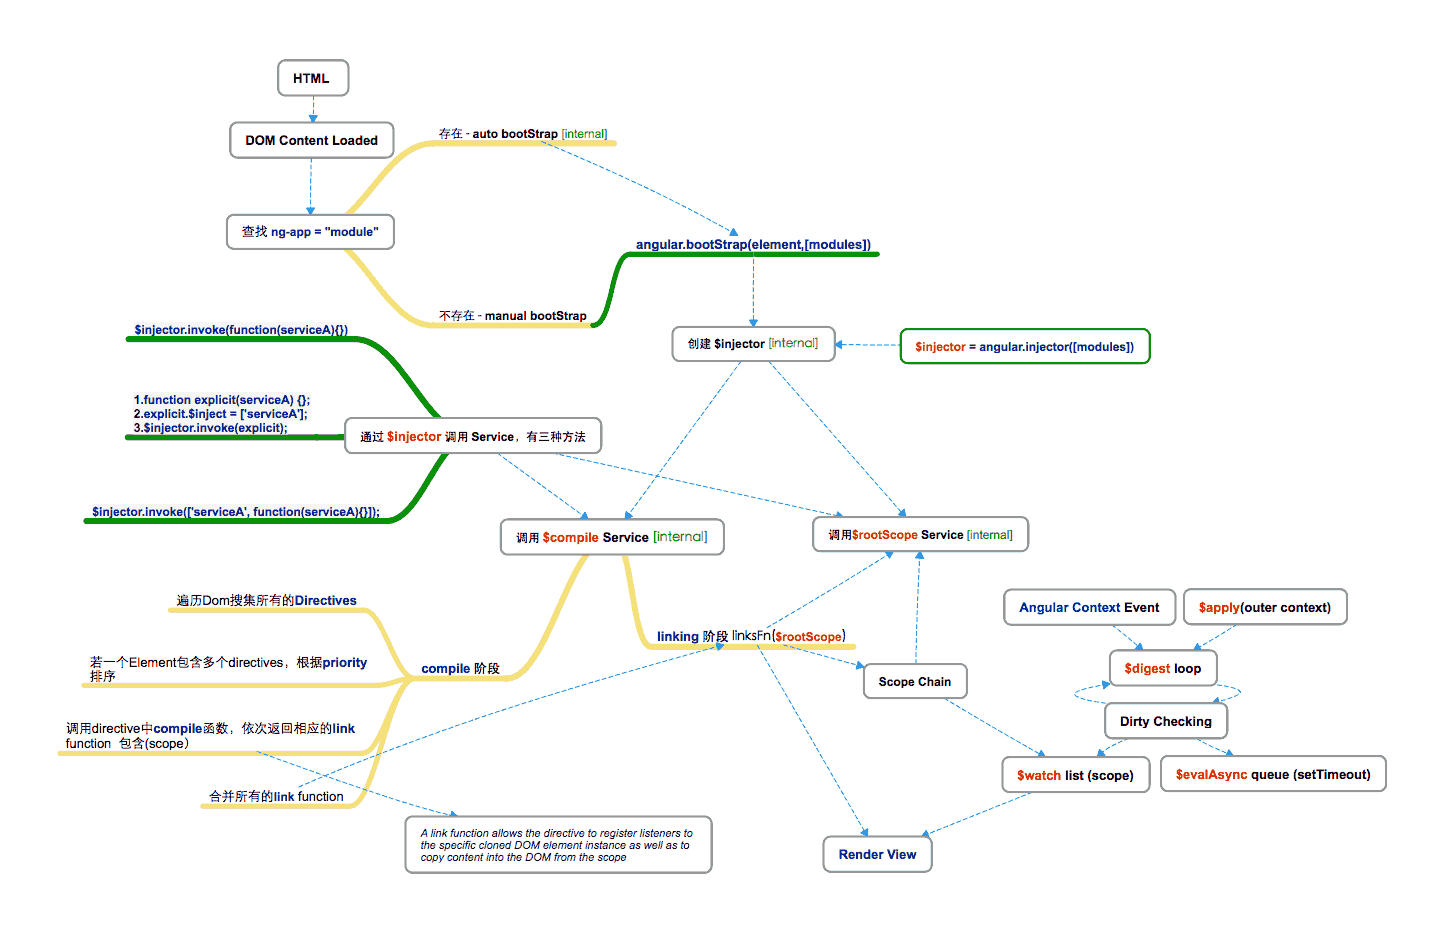 HTML
DOM Content Loaded
存在 - auto bootStrap [internal]
查找 ng-app = "module"
angular.bootStrap(element,[modules])
不存在 - manual bootStrap
$injector.invoke(function(serviceA){})
创建 $injector [internal]
$injector = angular.injector([modules])
1.function explicit(serviceA) {};
2.explicit.$inject = ['serviceA'];
3.$injector.invoke(explicit);
通过 $injector 调用 Service，有三种方法
$injector.invoke(['serviceA', function(serviceA){}]);
调用 $compile Service [internal]
调用$rootScope Service [internal]
遍历Dom搜集所有的Directives
Angular Context Event
$apply(outer context)
linking 阶段 linksFn($rootScope)
若一个Element包含多个directives，根据priority
排序
compile 阶段
$digest loop
Scope Chain
调用directive中compile函数，依次返回相应的link
function 包含(scope）
Dirty Checking
$watch list (scope)
$evalAsync queue (setTimeout)
合并所有的link function
A link function allows the directive to register listeners to
the specific cloned DOM element instance as well as to
copy content into the DOM from the scope
Render View